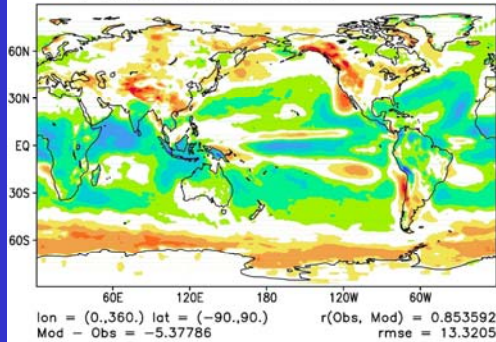 60N
30N
EQ
30S
60S
60E 120E 180 120W 60W
lon = (0.,360.) lat = (-90.,90.) r(Obs, Mod) = 0.853592
Mod - Obs = -5.37786 rmse = 13.3205